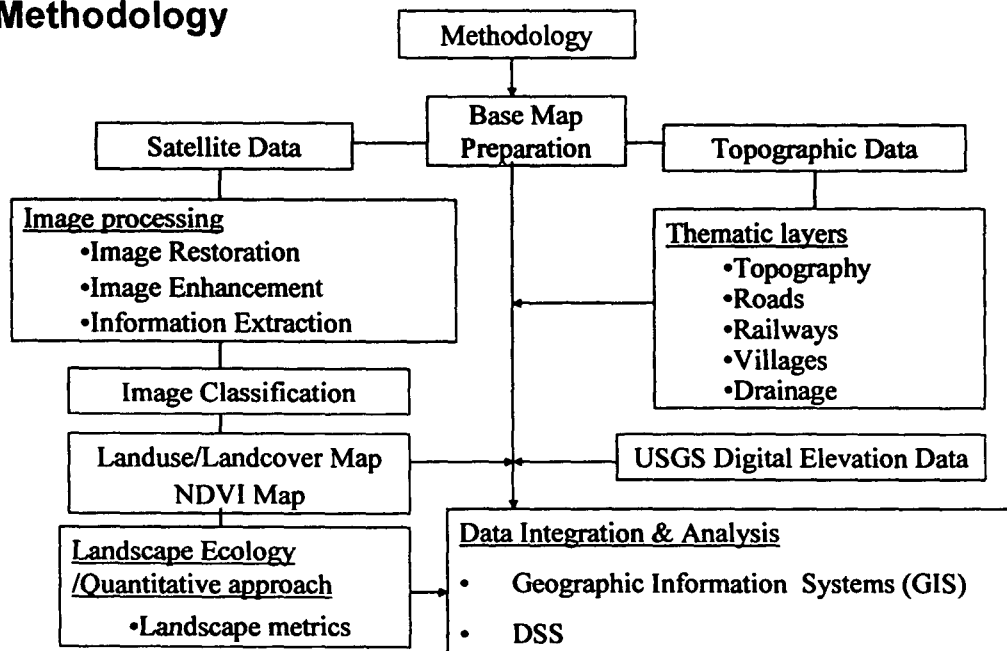 Methodology
Methodology
Base Map
Preparation
Satellite Data
Topographic Data
Image processing
•Image Restoration
•Image Enhancement
•Information Extraction
Thematic layers
•Topography
•Roads
•Railways
•Villages
•Drainage
Image Classification
Landuse/Landcover Map
NDVI Map
USGS Digital Elevation Data
Landscape Ecology
/Quantitative approach
•Landscape metrics
Data Integration & Analysis
• Geographic Information Systems (GIS)
• DSS